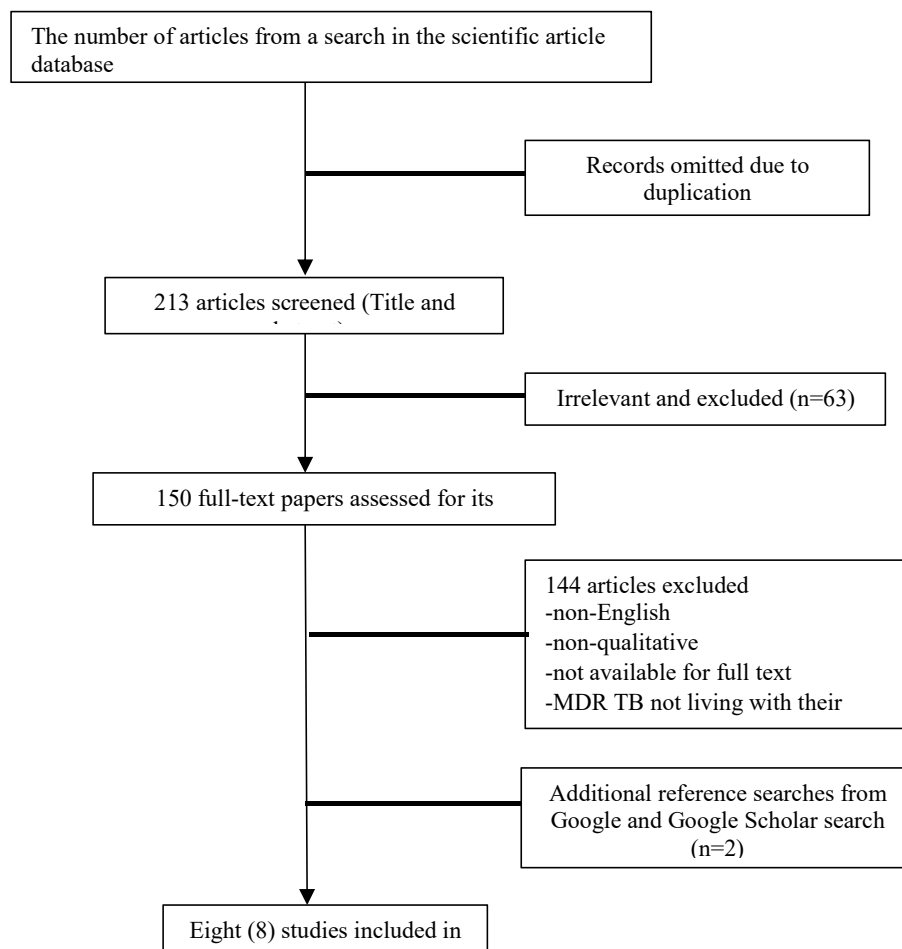 The number of articles from a search in the scientific article
database
Records omitted due to
duplication
213 articles screened (Title and
Irrelevant and excluded (n=63)
150 full-text papers assessed for its
144 articles excluded
-non-English
-non-qualitative
-not available for full text
-MDR TB not living with their
Additional reference searches from
Google and Google Scholar search
(n=2)
Eight (8) studies included in